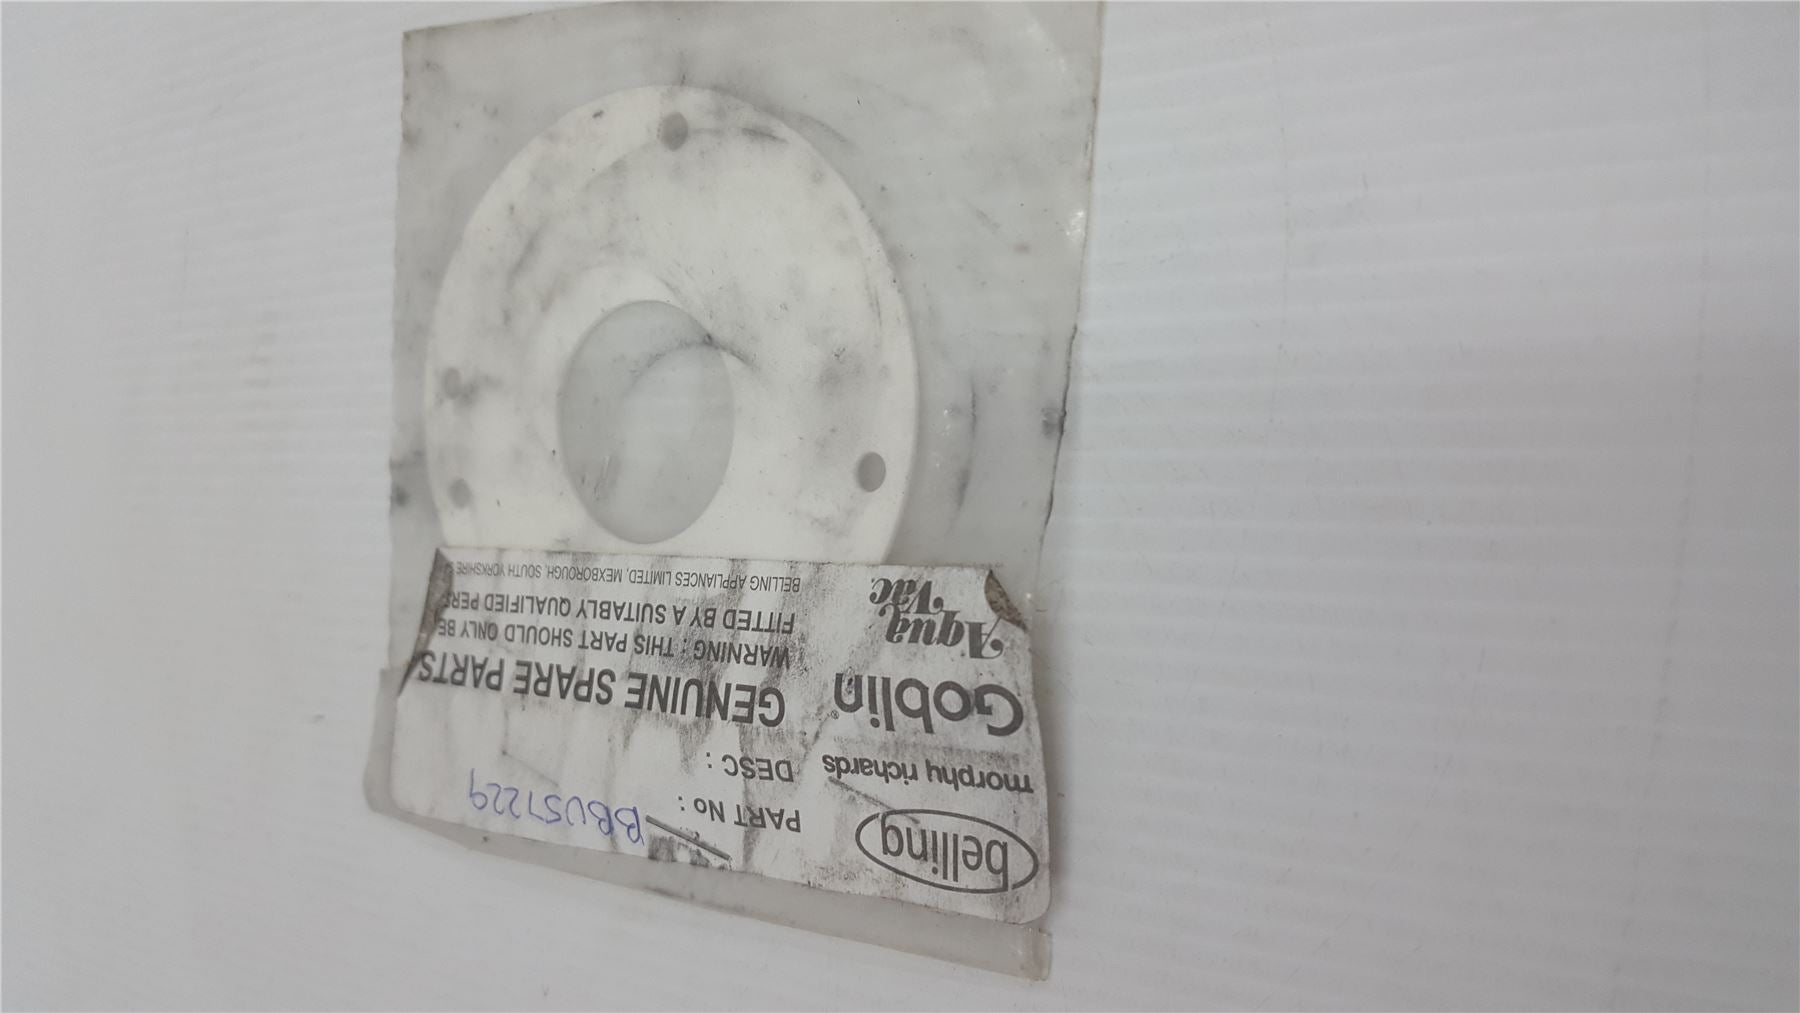 belling
morphy richards
Goblin
Aqua
Vac.
PART No : BBUS7229
DESC :
GENUINE SPARE PARTS
WARNING : THIS PART SHOULD ONLY BE
FITTED BY A SUITABLY QUALIFIED PERS
BELLING APPLIANCES LIMITED, MEXBOROUGH, SOUTH YORKSHIRE